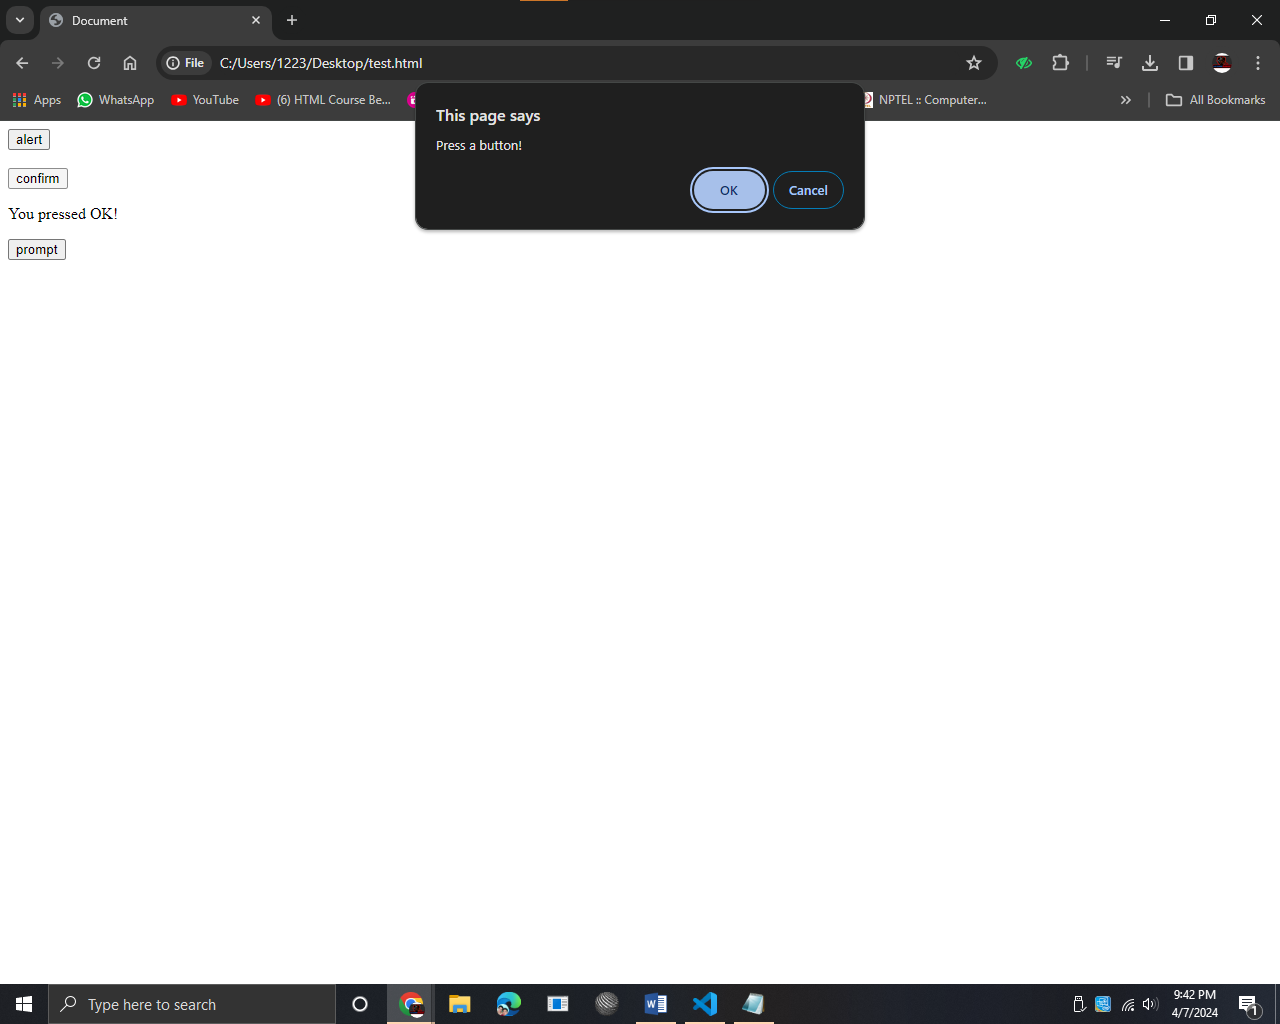 Document
File C:/Users/1223/Desktop/test.html
Apps WhatsApp YouTube (6) HTML Course Be... NPTEL :: Computer... All Bookmarks
This page says
Press a button!
OK Cancel
alert
confirm
You pressed OK!
prompt
Type here to search
9:42 PM
4/7/2024
1